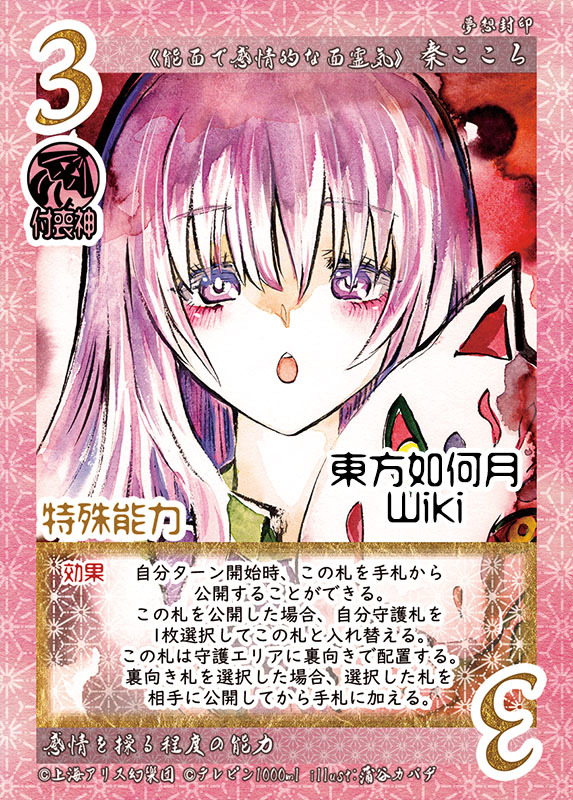 夢想封印
3
《能面で感情的な面霊気》 秦こころ
付喪神
東方如何月
Wiki
特殊能力
効果
自分ターン開始時、この札を手札から
公開することができる。
この札を公開した場合、自分守護札を
1枚選択してこの札と入れ替える。
この札は守護エリアに裏向きで配置する。
裏向き札を選択した場合、選択した札を
相手に公開してから手札に加える。
3
感情を操る程度の能力
©上海アリス幻樂団 ©テレピン1000ml illust:蒲谷カバヂ